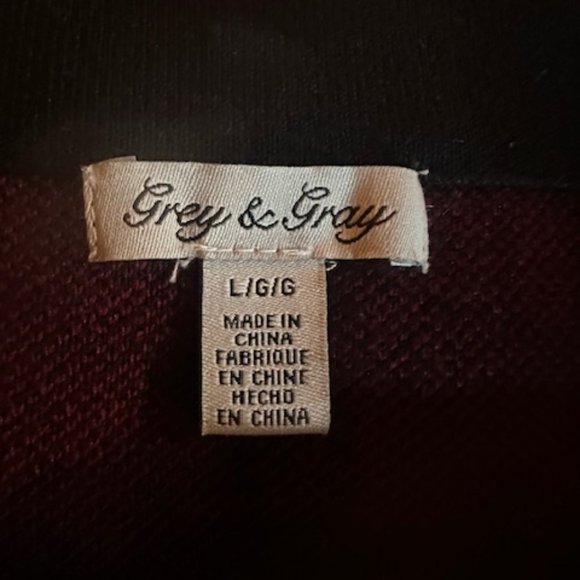 Grey & Gray
L/G/G
MADE IN
CHINA
FABRIQUE
EN CHINE
HECHO
EN CHINA